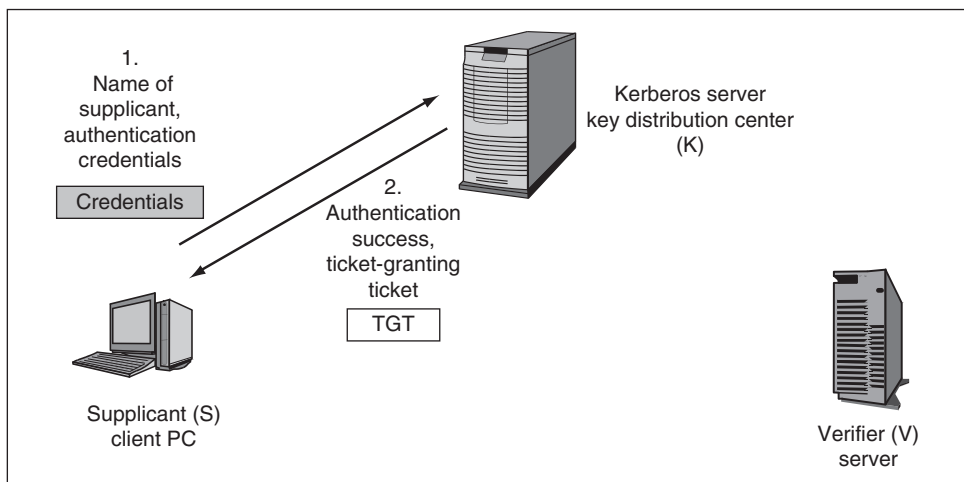 1.
Name of
supplicant,
authentication
credentials
Credentials
Kerberos server
key distribution center
(K)
2.
Authentication
success,
ticket-granting
ticket
TGT
Supplicant (S)
client PC
Verifier (V)
server